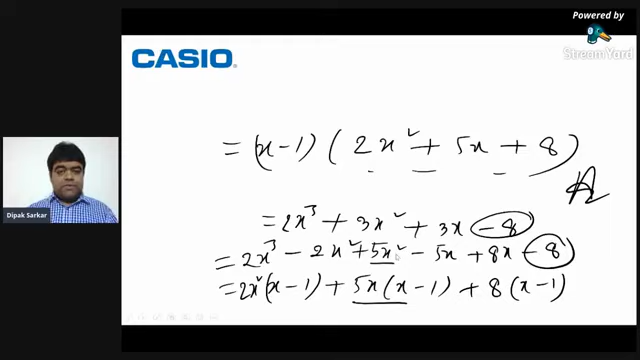 Powered by
StreamYard
CASIO
= (x-1) ( 2x² + 5x + 8 )
= 2x³ + 3x² + 3x - 8
= 2x³ - 2x² + 5x² - 5x + 8x - 8
= 2x²(x-1) + 5x(x-1) + 8(x-1)
Dipak Sarkar